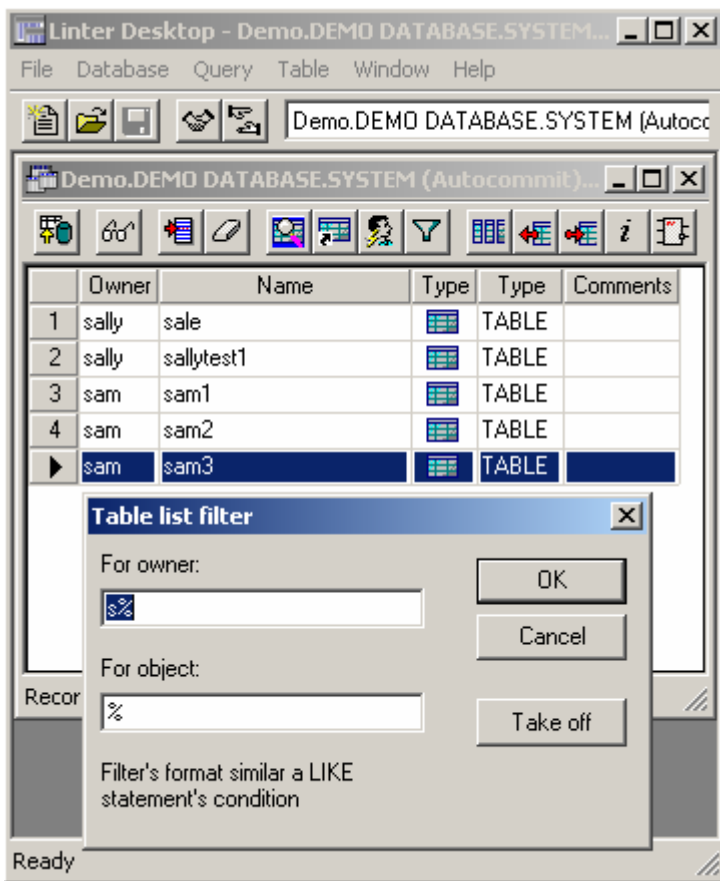 Linter Desktop - Demo.DEMO DATABASE.SYSTEM...
File Database Query Table Window Help
Demo.DEMO DATABASE.SYSTEM (Autoco
Demo.DEMO DATABASE.SYSTEM (Autocommit)...
Owner Name Type Type Comments
1 sally sale TABLE
2 sally sallytest1 TABLE
3 sam sam1 TABLE
4 sam sam2 TABLE
sam sam3 TABLE
Table list filter
For owner:
OK
s%
Cancel
For object:
Recor
%
Take off
Filter's format similar a LIKE
statement's condition
Ready